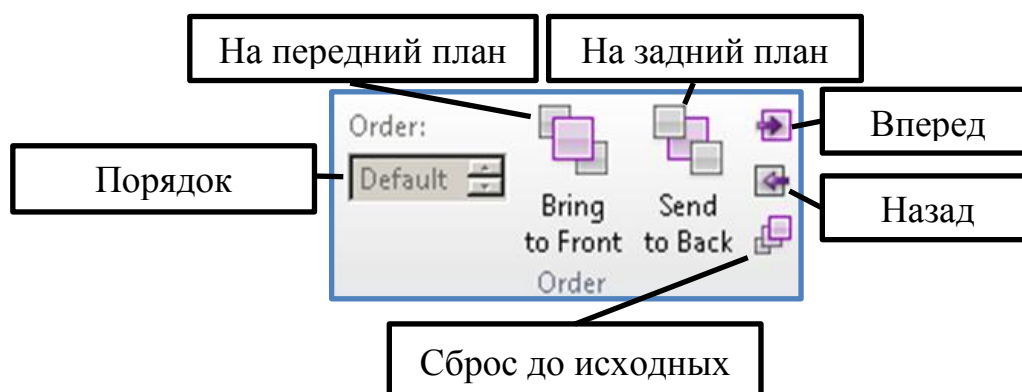 На передний план
На задний план
Order:
Вперед
Порядок
Default
Назад
Bring
to Front
Send
to Back
Order
Сброс до исходных